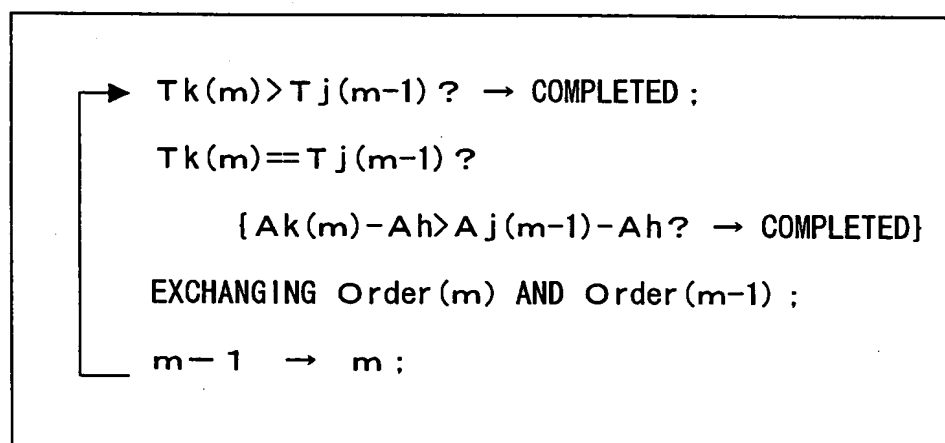 Tk(m)>Tj(m-1)? → COMPLETED;
Tk(m)==Tj(m-1)?
{Ak(m)-Ah>Aj(m-1)-Ah? → COMPLETED}
EXCHANGING Order(m) AND Order(m-1);
m-1 → m;